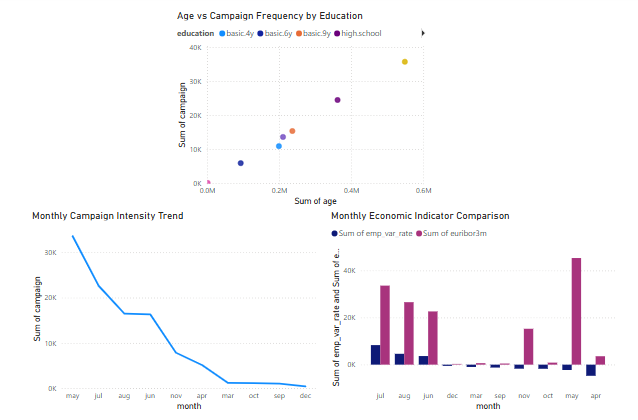 Age vs Campaign Frequency by Education
education basic.4y basic.6y basic.9y high.school
40K
30K
20K
10K
0K
Sum of campaign
0.0M 0.2M 0.4M 0.6M
Sum of age
Monthly Campaign Intensity Trend
30K
20K
10K
0K
Sum of campaign
may jul aug jun nov apr mar oct sep dec
month
Monthly Economic Indicator Comparison
Sum of emp_var_rate Sum of euribor3m
40K
20K
0K
Sum of emp_var_rate and Sum of e...
jul aug jun dec mar sep nov oct may apr
month